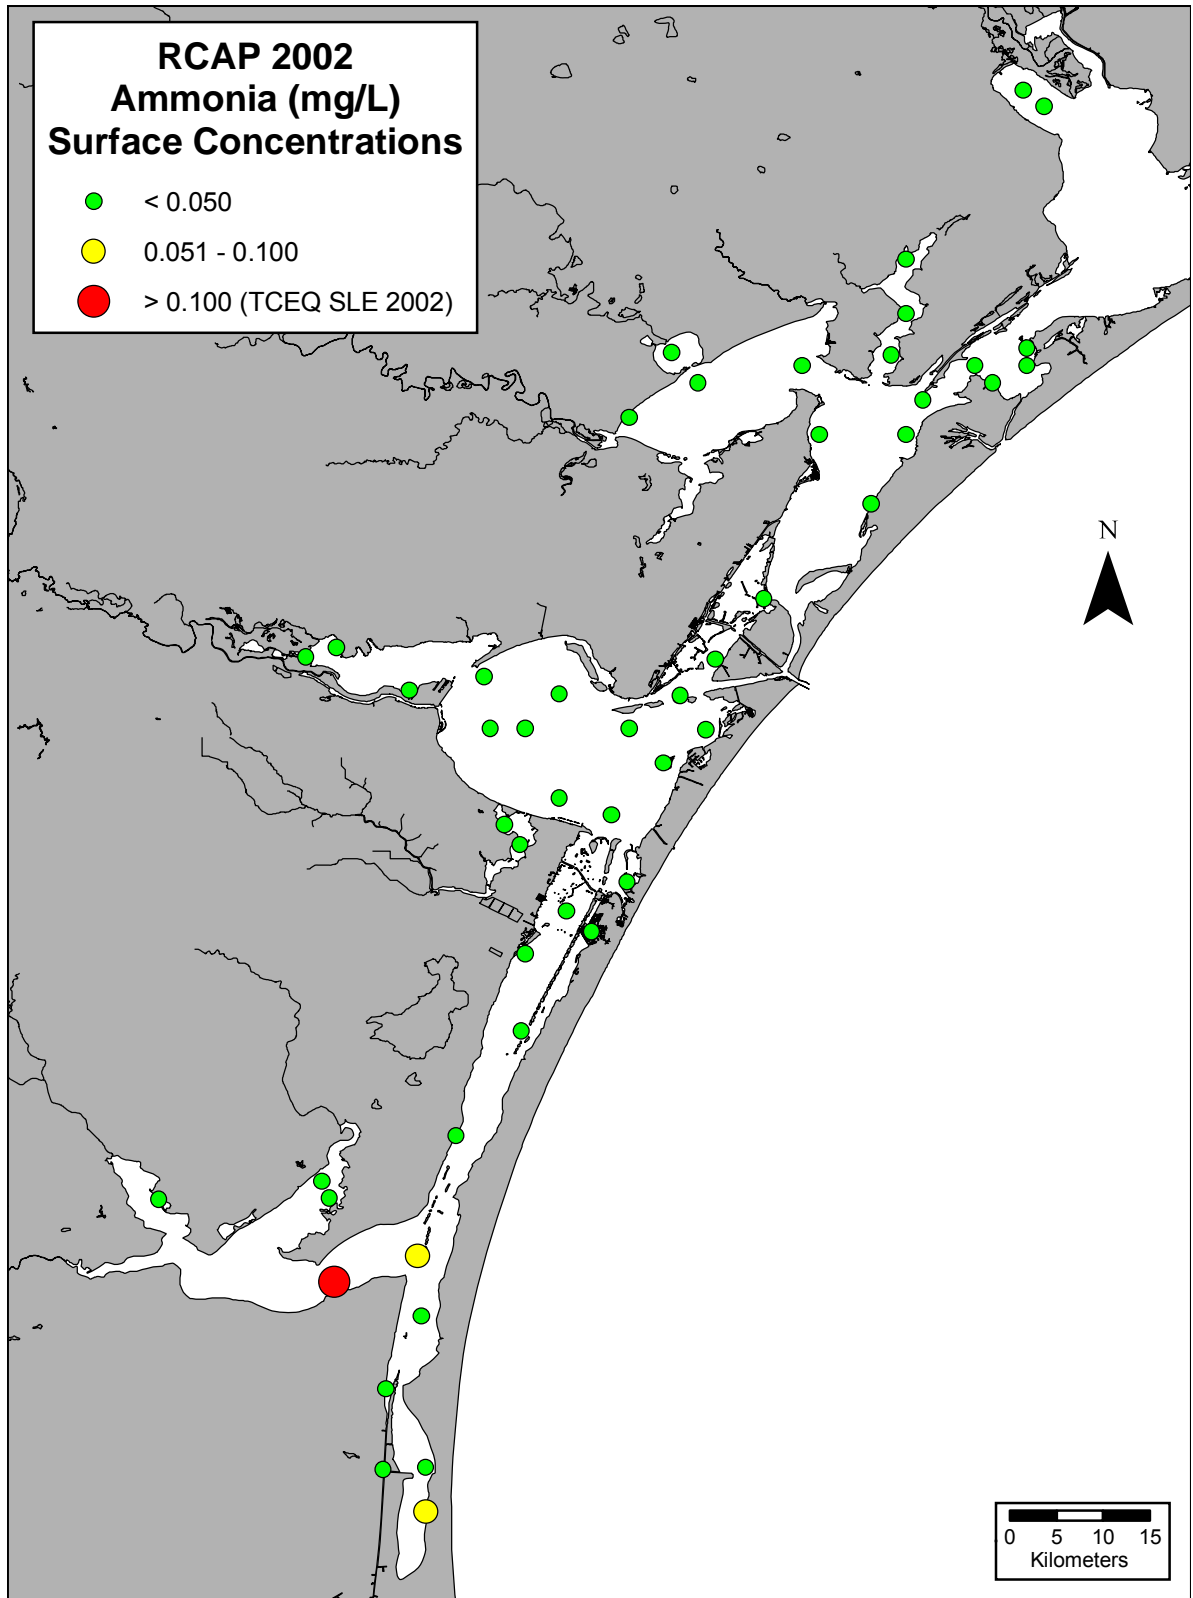 RCAP 2002
Ammonia (mg/L)
Surface Concentrations
< 0.050
0.051 - 0.100
> 0.100 (TCEQ SLE 2002)
N
0 5 10 15
Kilometers